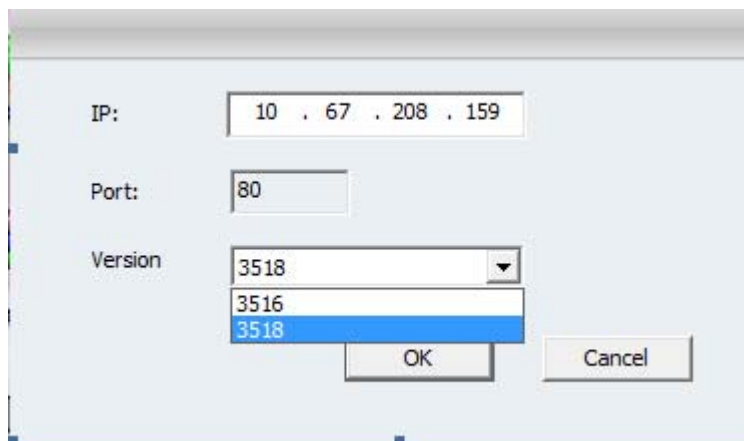 IP: 10 . 67 . 208 . 159
Port: 80
Version 3518
3516
3518
OK Cancel